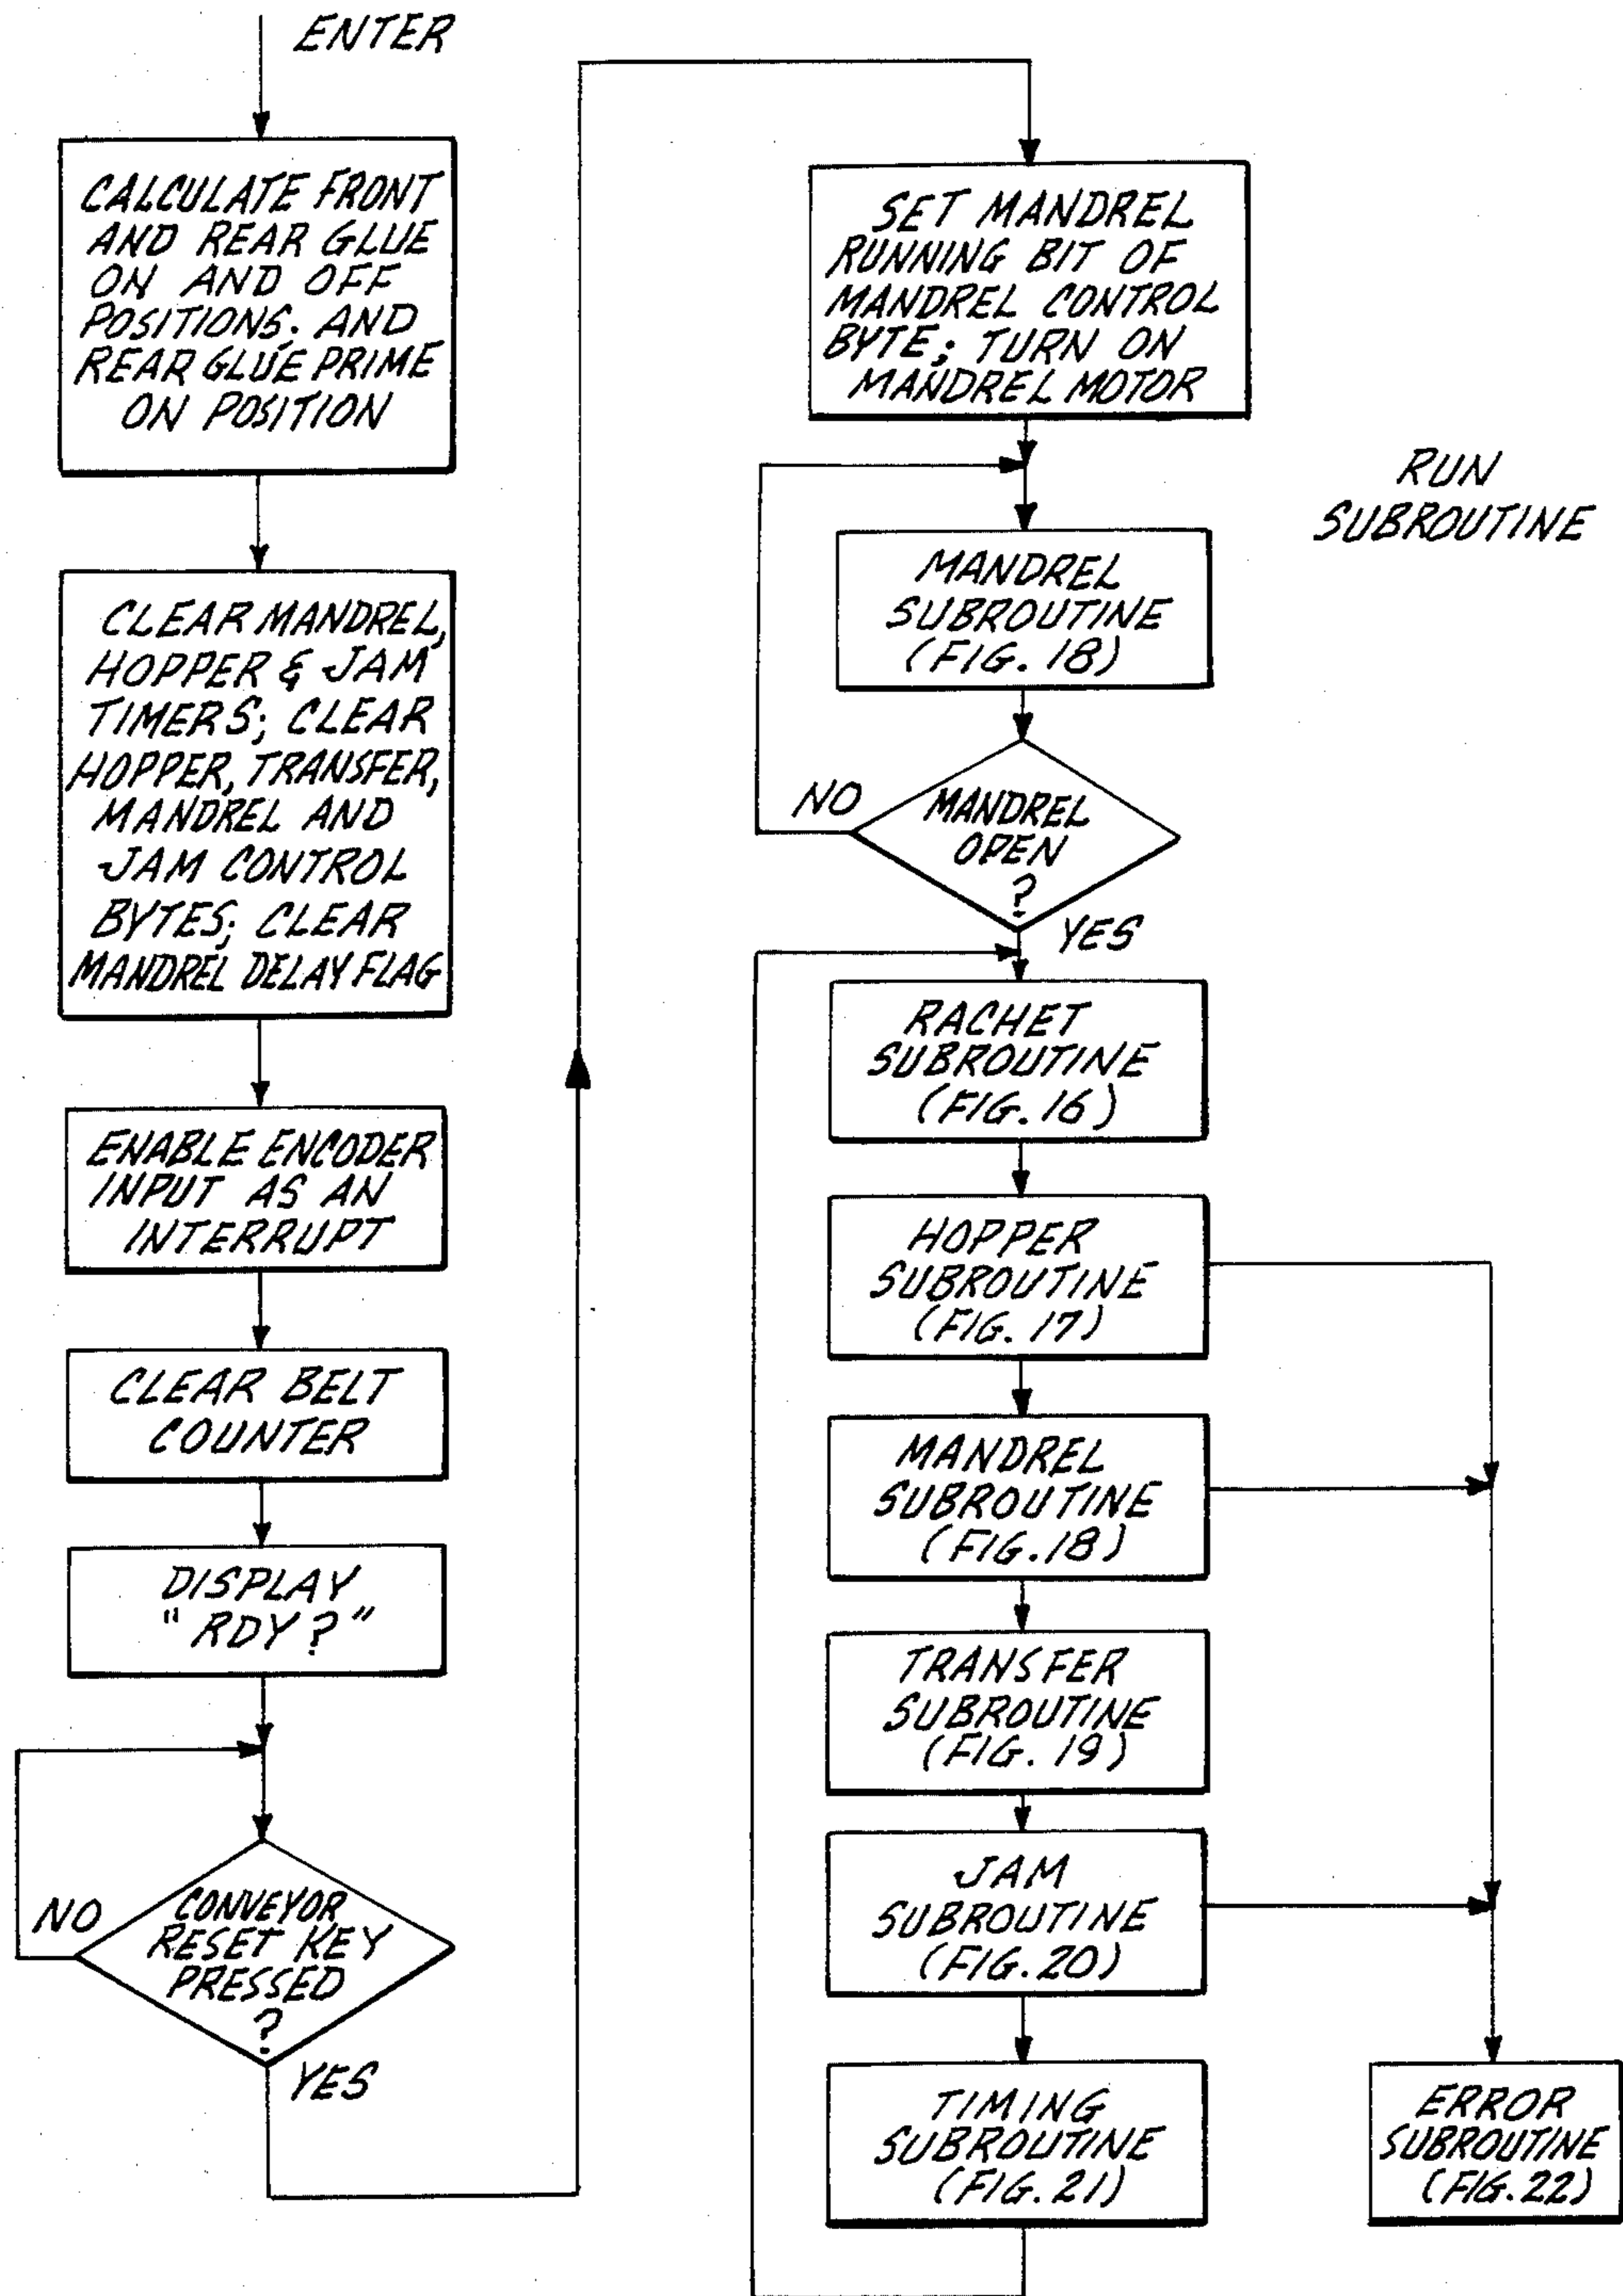 ENTER
CALCULATE FRONT
AND REAR GLUE
ON AND OFF
POSITIONS. AND
REAR GLUE PRIME
ON POSITION
CLEAR MANDREL,
HOPPER & JAM
TIMERS; CLEAR
HOPPER, TRANSFER,
MANDREL AND
JAM CONTROL
BYTES; CLEAR
MANDREL DELAY FLAG
ENABLE ENCODER
INPUT AS AN
INTERRUPT
CLEAR BELT
COUNTER
DISPLAY
"RDY?"
CONVEYOR
RESET KEY
PRESSED
?
NO
YES
SET MANDREL
RUNNING BIT OF
MANDREL CONTROL
BYTE; TURN ON
MANDREL MOTOR
RUN
SUBROUTINE
MANDREL
SUBROUTINE
(FIG. 18)
MANDREL
OPEN
?
NO
YES
RACHET
SUBROUTINE
(FIG. 16)
HOPPER
SUBROUTINE
(FIG. 17)
MANDREL
SUBROUTINE
(FIG. 18)
TRANSFER
SUBROUTINE
(FIG. 19)
JAM
SUBROUTINE
(FIG. 20)
TIMING
SUBROUTINE
(FIG. 21)
ERROR
SUBROUTINE
(FIG. 22)